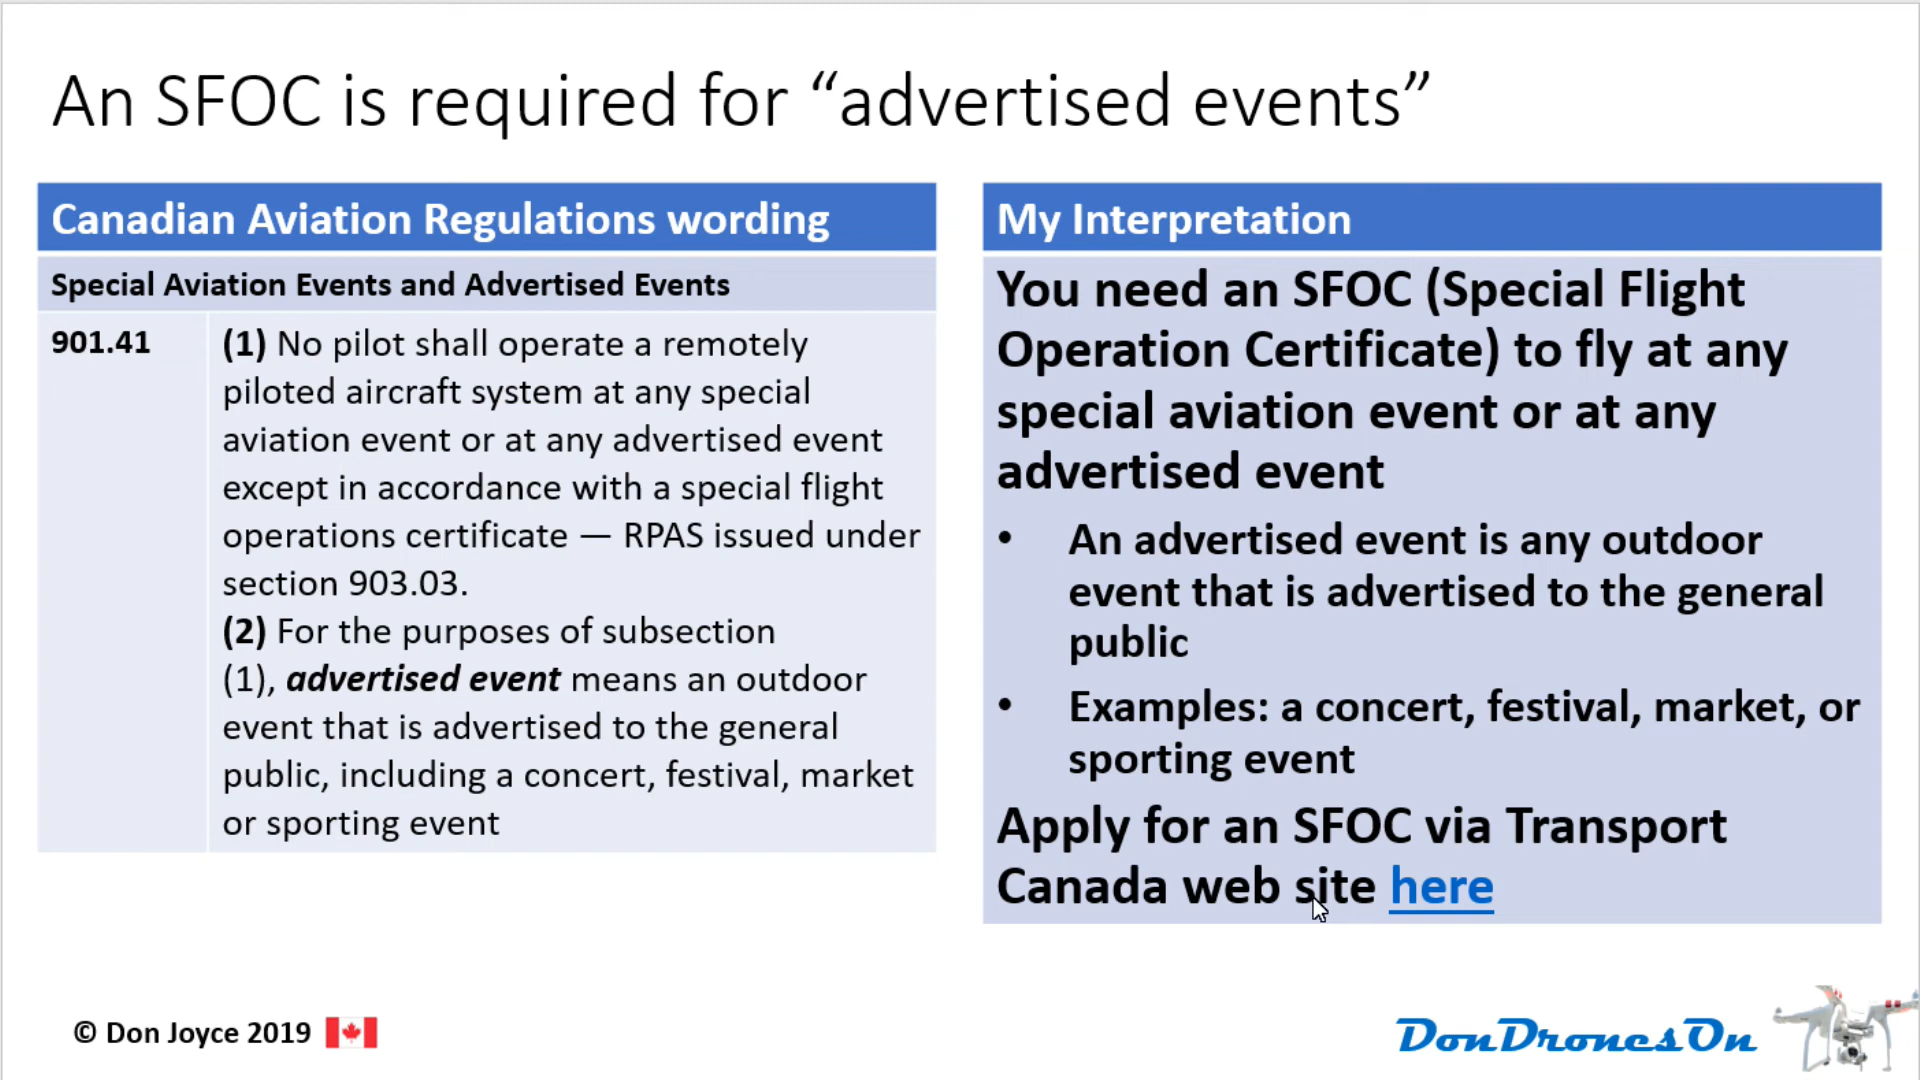 An SFOC is required for “advertised events”
Canadian Aviation Regulations wording
Special Aviation Events and Advertised Events
901.41
(1) No pilot shall operate a remotely
piloted aircraft system at any special
aviation event or at any advertised event
except in accordance with a special flight
operations certificate — RPAS issued under
section 903.03.
(2) For the purposes of subsection
(1), advertised event means an outdoor
event that is advertised to the general
public, including a concert, festival, market
or sporting event
My Interpretation
You need an SFOC (Special Flight
Operation Certificate) to fly at any
special aviation event or at any
advertised event
• An advertised event is any outdoor
event that is advertised to the general
public
• Examples: a concert, festival, market, or
sporting event
Apply for an SFOC via Transport
Canada web site here
© Don Joyce 2019
DonDronesOn